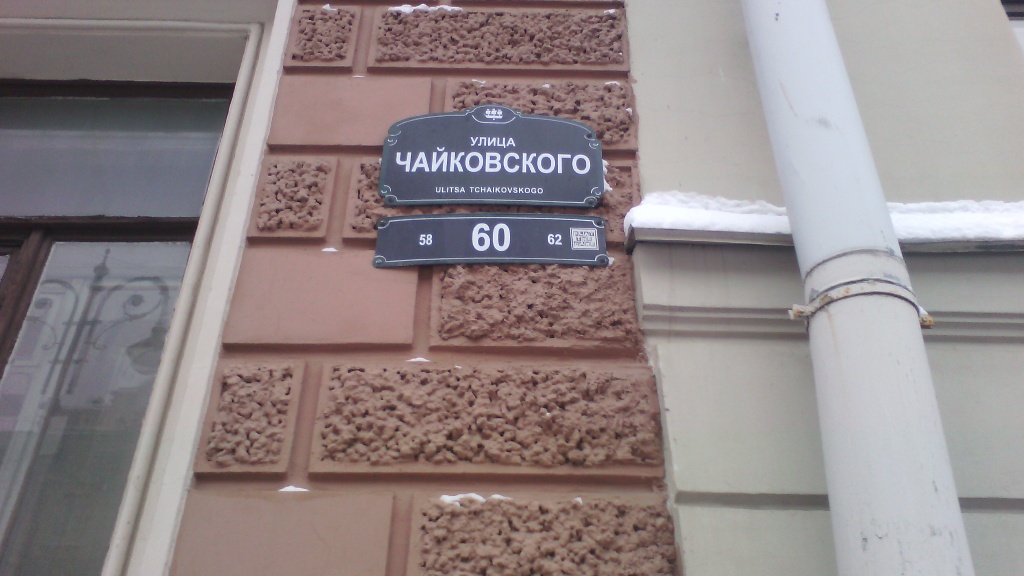 УЛИЦА
ЧАЙКОВСКОГО
ULITSA TCHAIKOVSKOGO
58 60 62